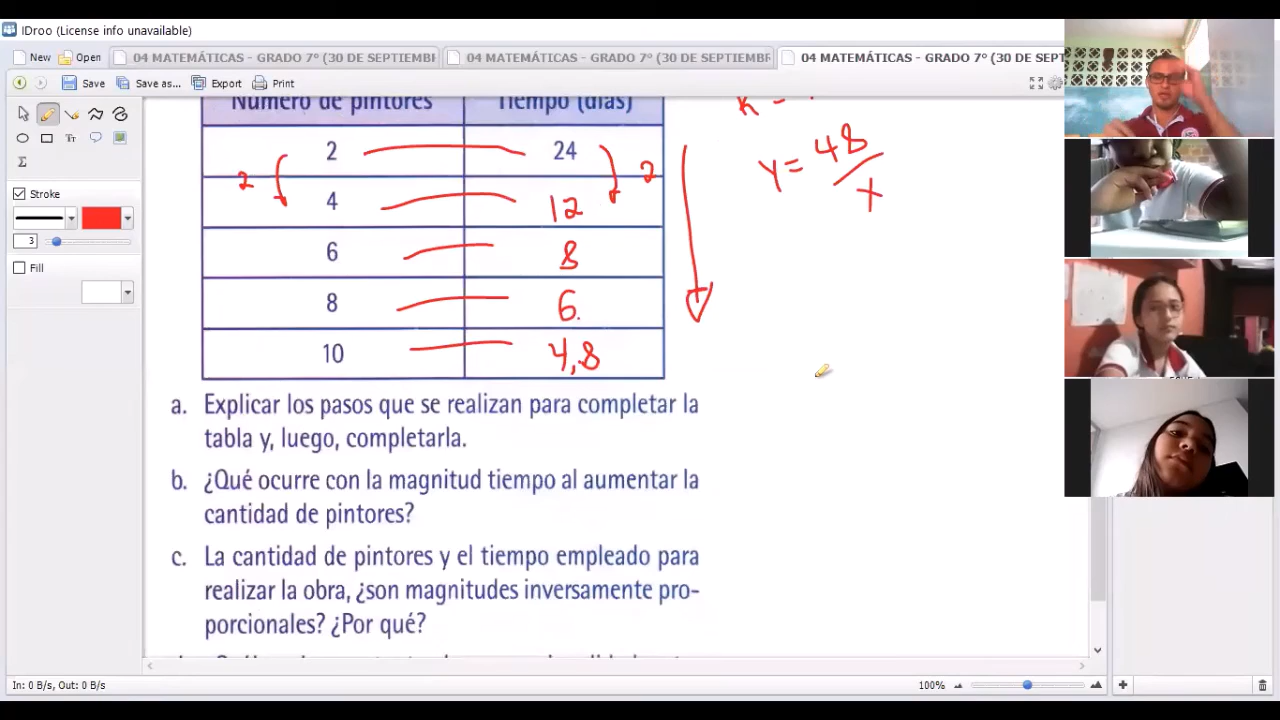 IDroo (License info unavailable)
New Open 04 MATEMÁTICAS - GRADO 7º (30 DE SEPTIEMBI 04 MATEMÁTICAS - GRADO 7º (30 DE SEPTIEMBI 04 MATEMÁTICAS - GRADO 7º (30 DE SEPT
Save Save as... Export Print
Número de pintores Tiempo (días)
K =
2 24
y = 48/x
2 2
4 12
6 8
8 6.
10 4,8
Tт
Σ
Stroke
3
Fill
a. Explicar los pasos que se realizan para completar la
tabla y, luego, completarla.
b. ¿Qué ocurre con la magnitud tiempo al aumentar la
cantidad de pintores?
c. La cantidad de pintores y el tiempo empleado para
realizar la obra, ¿son magnitudes inversamente pro-
porcionales? ¿Por qué?
In: 0 B/s, Out: 0 B/s 100%